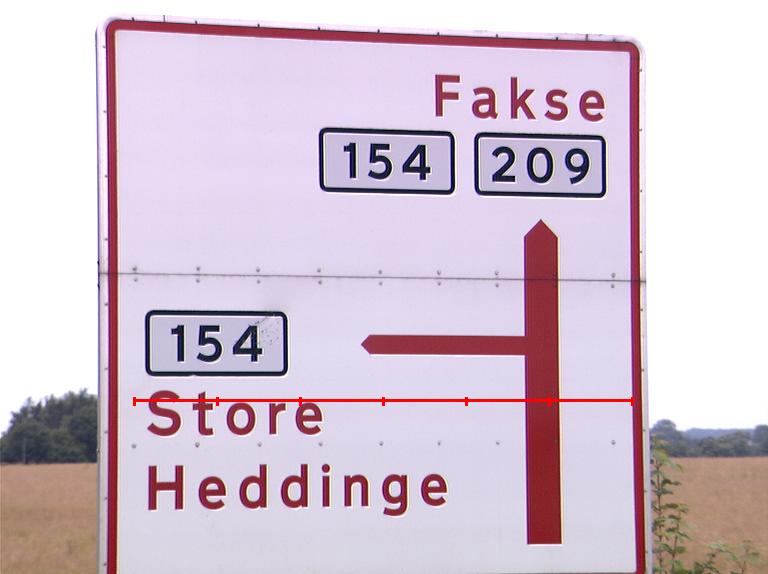 Fakse
154 209
154
Store
Heddinge